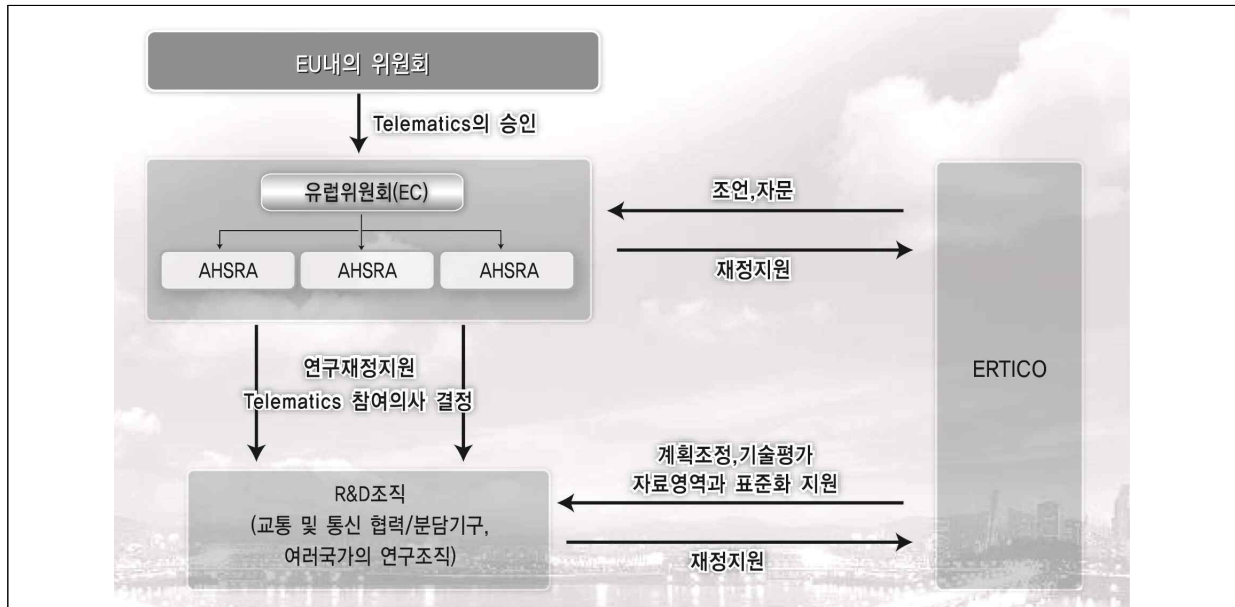 EU내의 위원회
Telematics의 승인
유럽위원회(EC)
AHSRA
AHSRA
AHSRA
조언,자문
재정지원
연구재정지원
Telematics 참여의사 결정
ERTICO
계획조정,기술평가
자료영역과 표준화 지원
재정지원
R&D조직
(교통 및 통신 협력/분담기구,
여러국가의 연구조직)